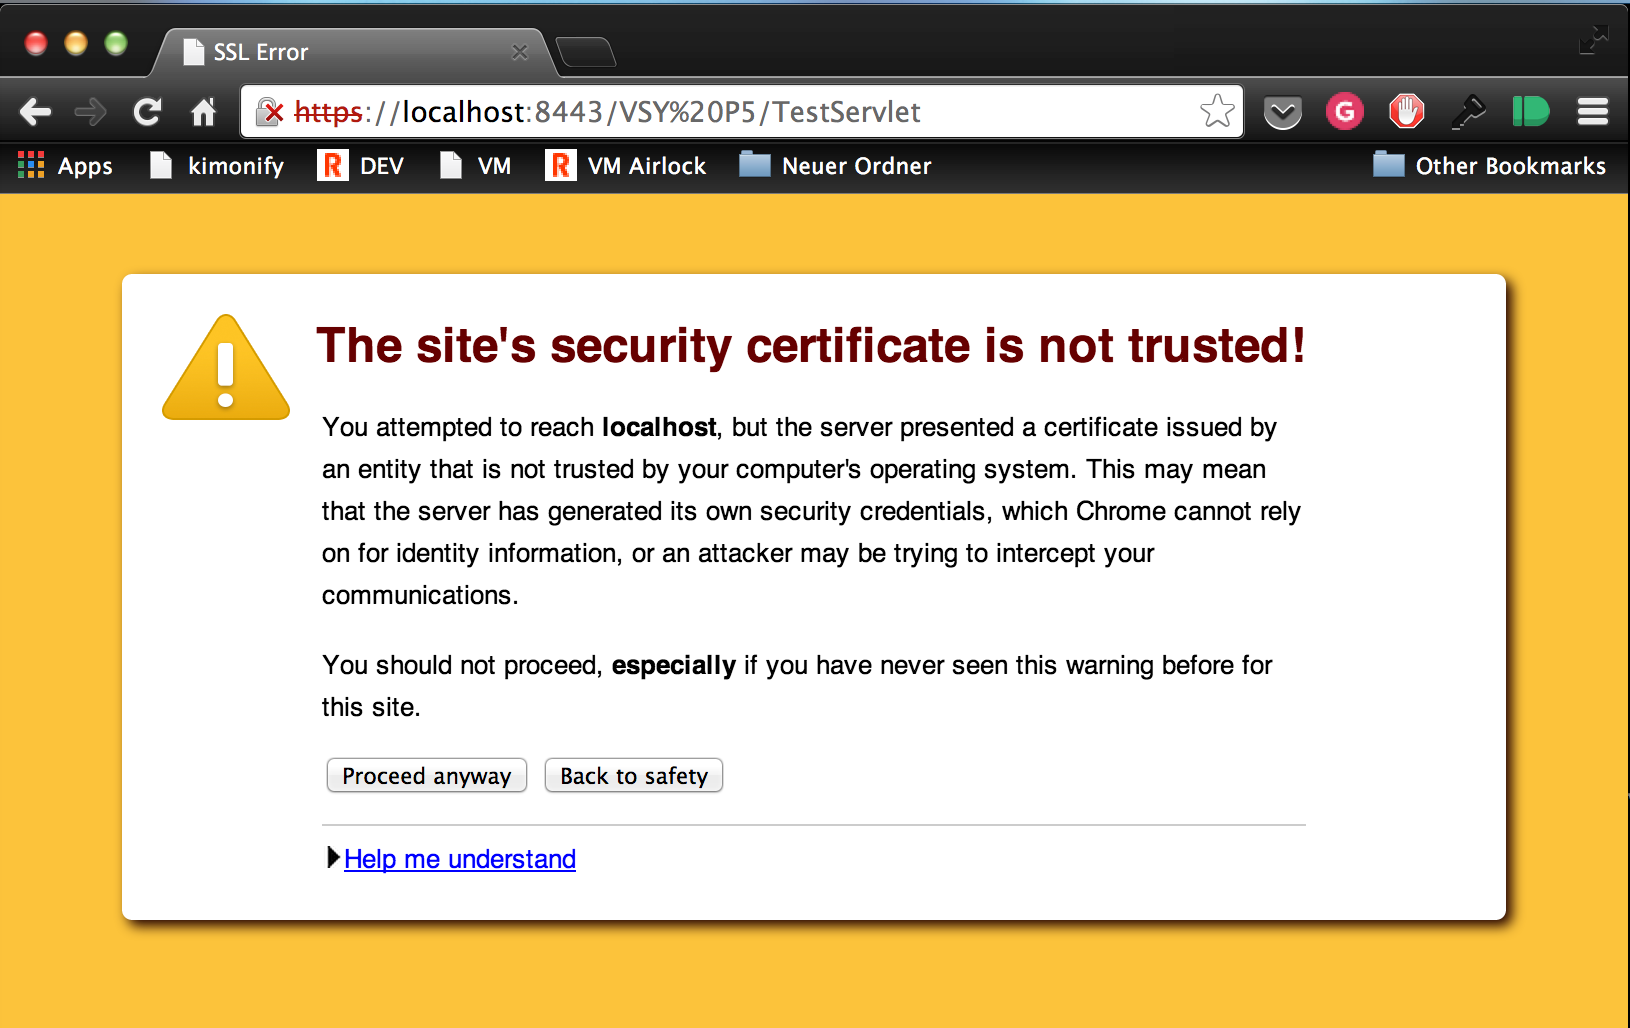 SSL Error
https://localhost:8443/VSY%20P5/TestServlet
G
Apps kimonify R DEV VM R VM Airlock Neuer Ordner Other Bookmarks
The site's security certificate is not trusted!
You attempted to reach localhost, but the server presented a certificate issued by
an entity that is not trusted by your computer's operating system. This may mean
that the server has generated its own security credentials, which Chrome cannot rely
on for identity information, or an attacker may be trying to intercept your
communications.
You should not proceed, especially if you have never seen this warning before for
this site.
Proceed anyway Back to safety
Help me understand